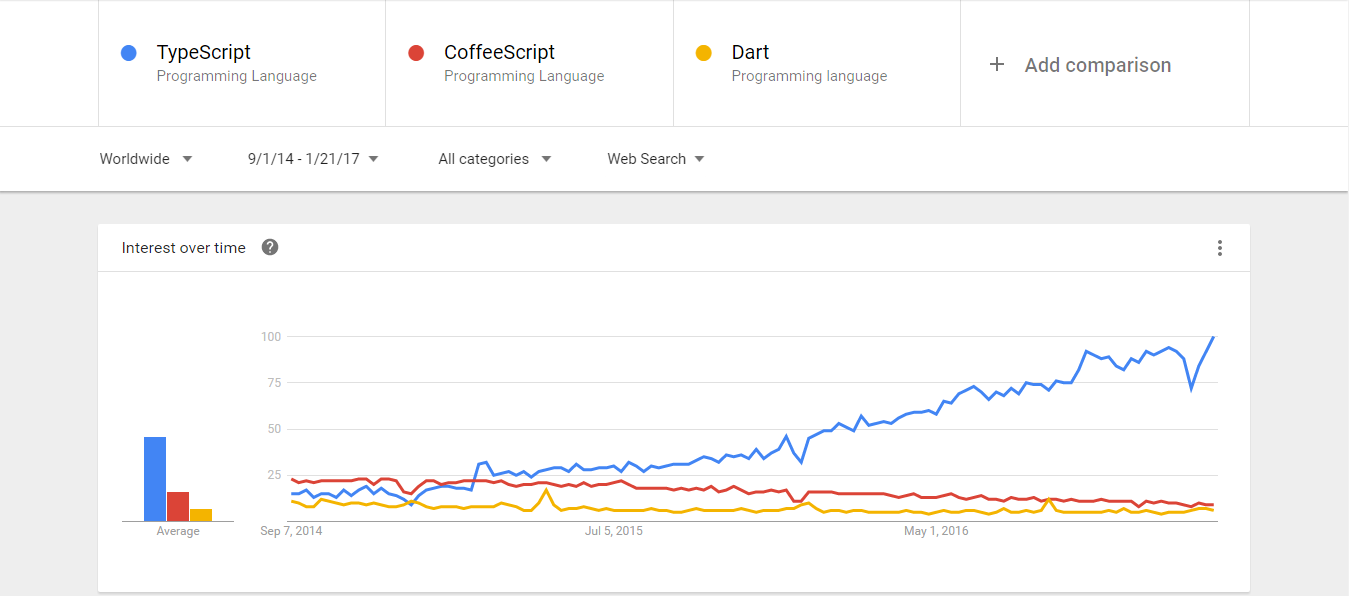 TypeScript
Programming Language
CoffeeScript
Programming Language
Dart
Programming language
+ Add comparison
Worldwide
9/1/14 - 1/21/17
All categories
Web Search
Interest over time ?
100
75
50
25
Average
Sep 7, 2014
Jul 5, 2015
May 1, 2016